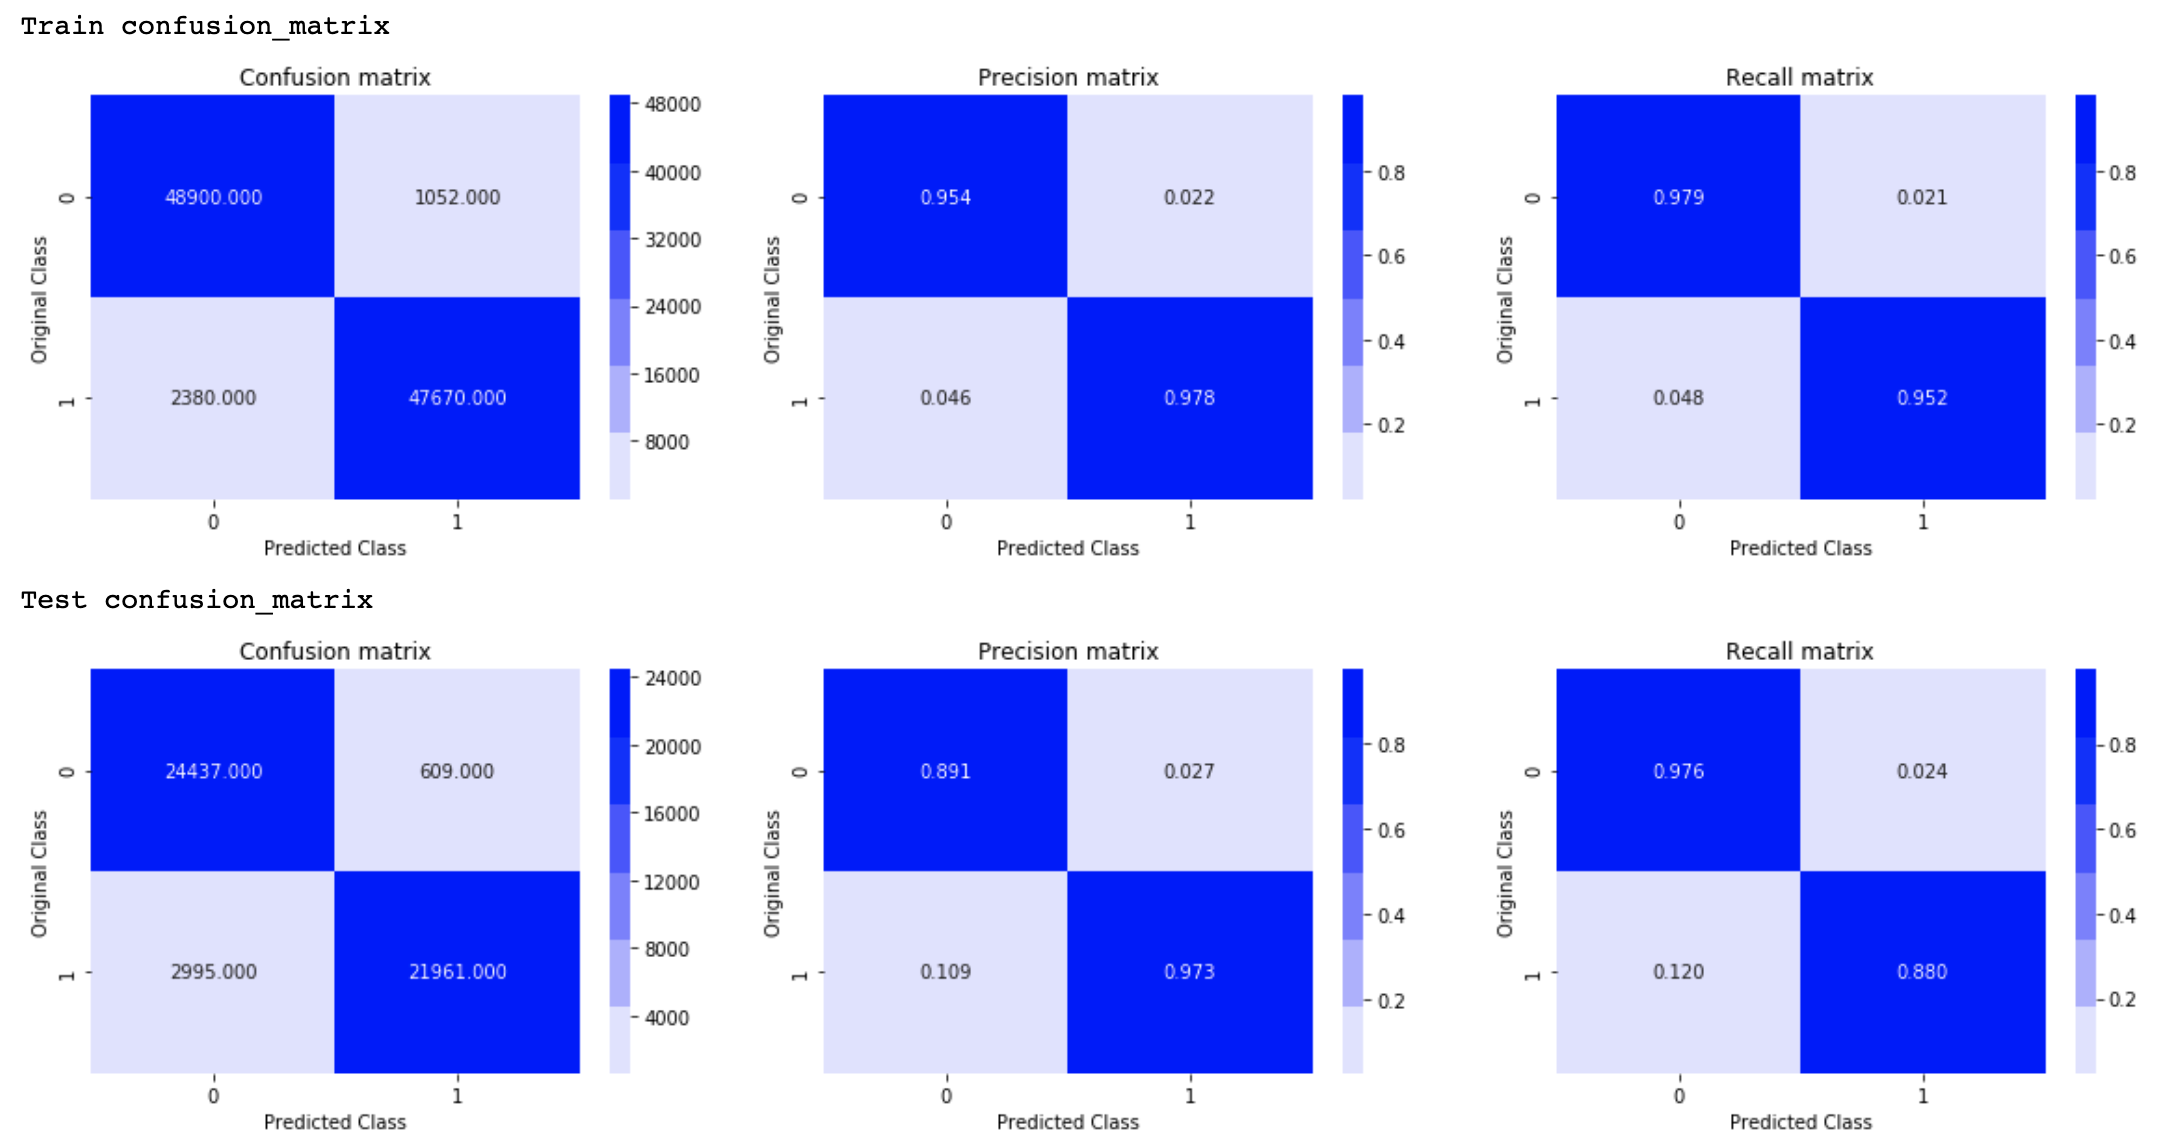 Train confusion_matrix
Confusion matrix
Precision matrix
Recall matrix
48000
40000
32000
24000
16000
8000
0.8
0.6
0.4
0.2
0.8
0.6
0.4
0.2
Original Class
0
1
48900.000 1052.000
2380.000 47670.000
0 1
Predicted Class
Original Class
0
1
0.954 0.022
0.046 0.978
0 1
Predicted Class
Original Class
0
1
0.979 0.021
0.048 0.952
0 1
Predicted Class
Test confusion_matrix
Confusion matrix
Precision matrix
Recall matrix
24000
20000
16000
12000
8000
4000
0.8
0.6
0.4
0.2
0.8
0.6
0.4
0.2
Original Class
0
1
24437.000 609.000
2995.000 21961.000
0 1
Predicted Class
Original Class
0
1
0.891 0.027
0.109 0.973
0 1
Predicted Class
Original Class
0
1
0.976 0.024
0.120 0.880
0 1
Predicted Class